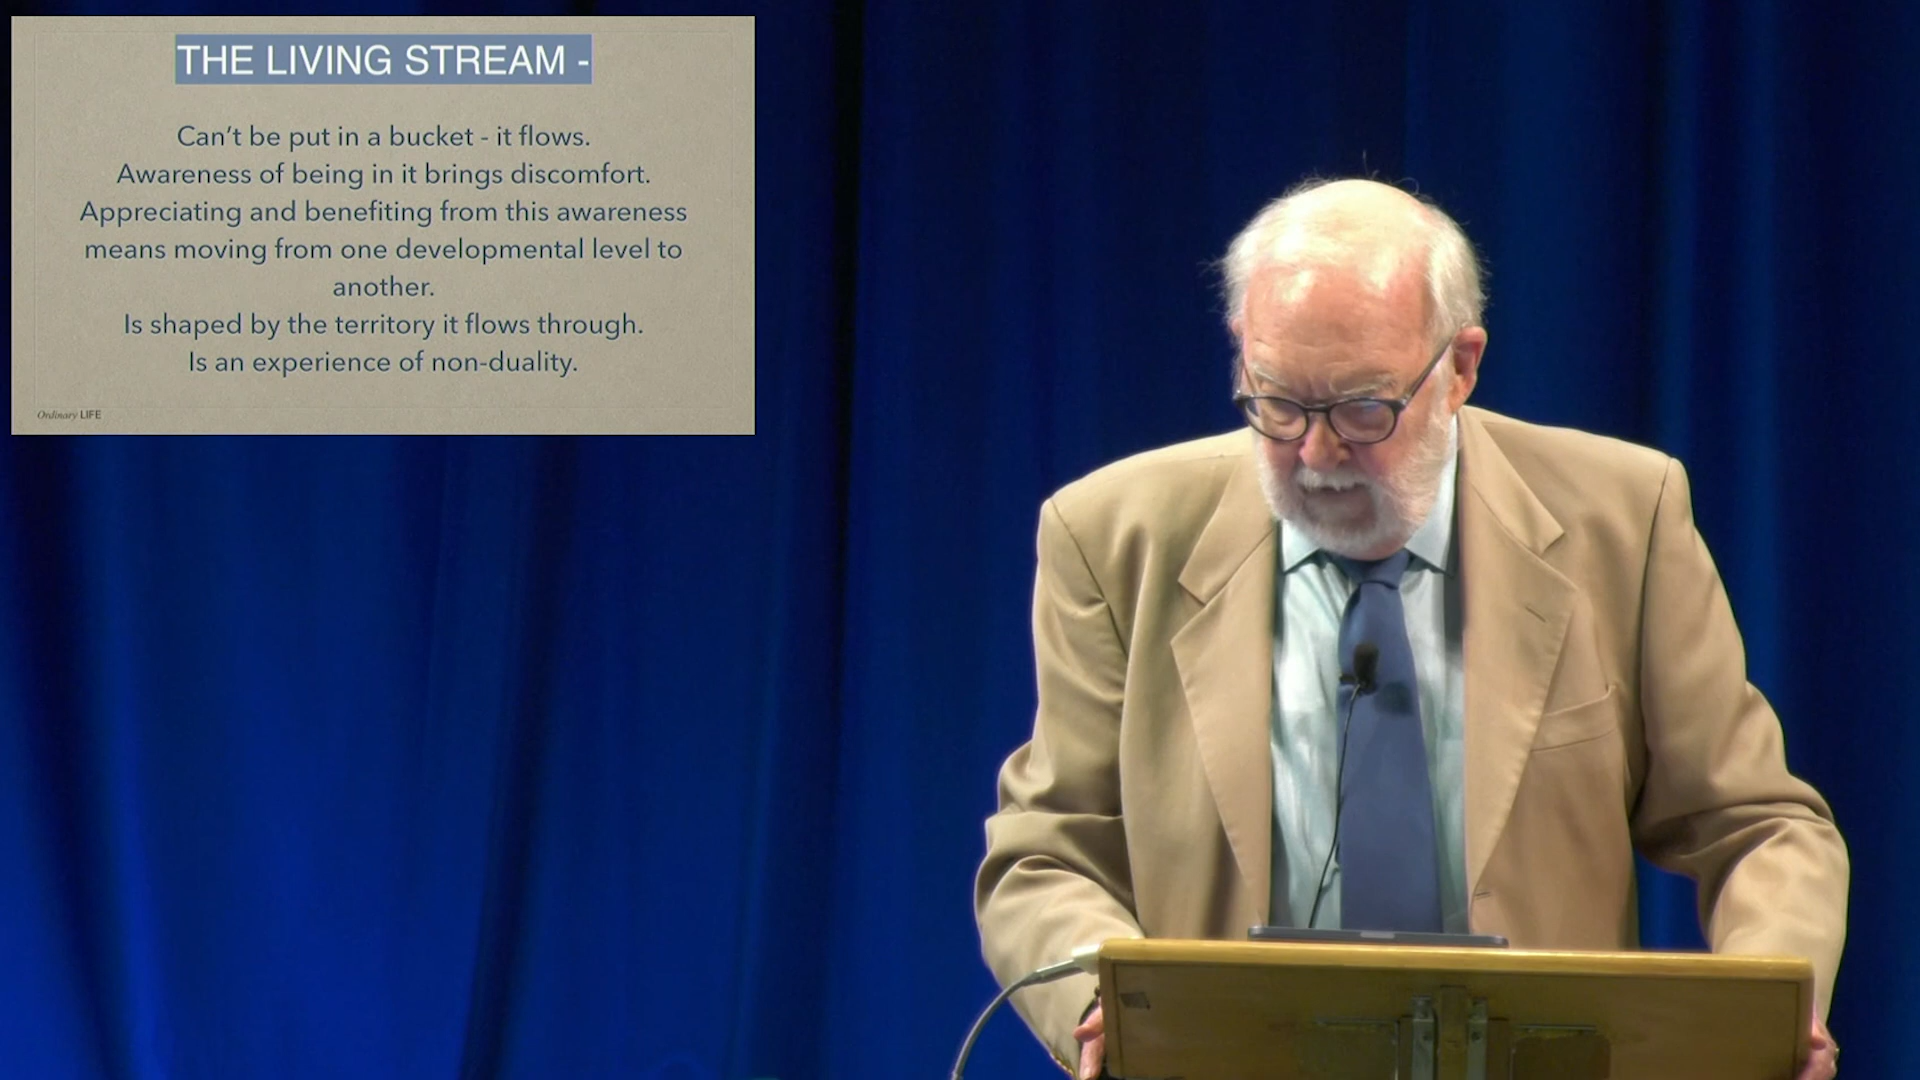 THE LIVING STREAM -
Can’t be put in a bucket - it flows.
Awareness of being in it brings discomfort.
Appreciating and benefiting from this awareness
means moving from one developmental level to
another.
Is shaped by the territory it flows through.
Is an experience of non-duality.
Ordinary LIFE